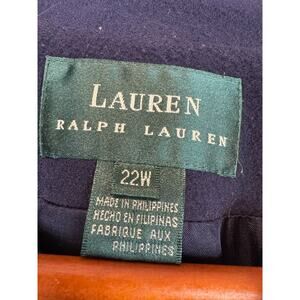 LAUREN
RALPH LAUREN
22W
MADE IN PHILIPPINES
HECHO EN FILIPINAS
FABRIQUE AUX
PHILIPPINES